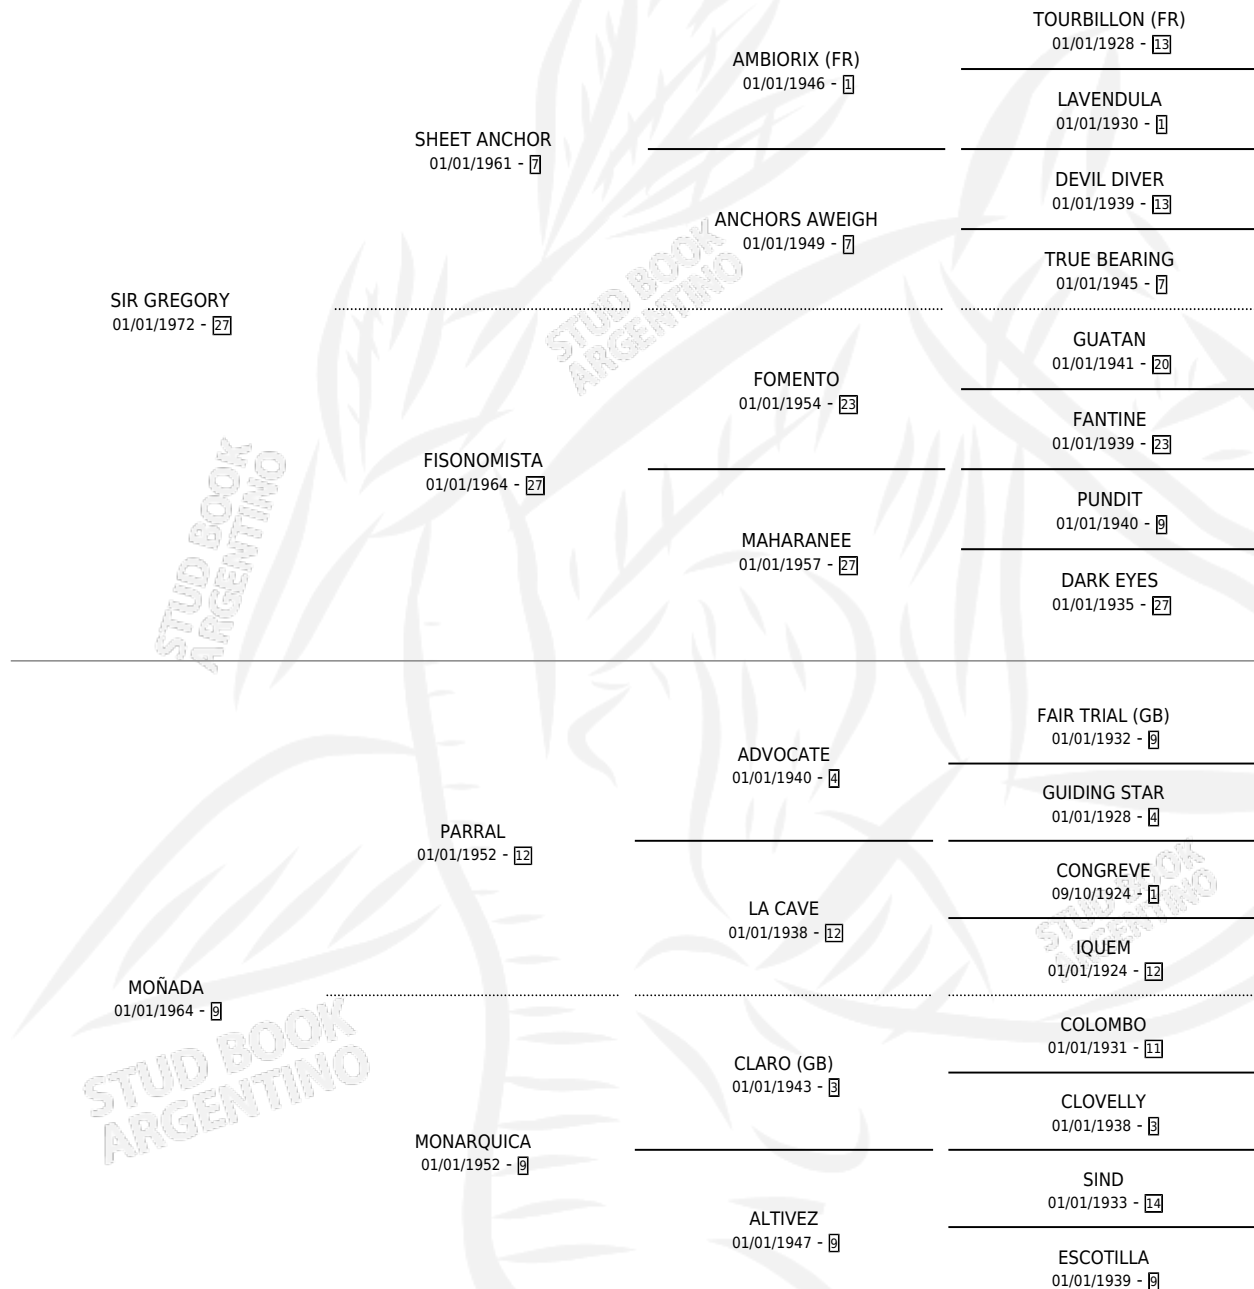 TOURBILLON (FR)
01/01/1928 - 13
AMBIORIX (FR)
01/01/1946 - 1
LAVENDULA
01/01/1930 - 1
SHEET ANCHOR
01/01/1961 - 7
DEVIL DIVER
01/01/1939 - 13
ANCHORS AWEIGH
01/01/1949 - 7
TRUE BEARING
01/01/1945 - 7
SIR GREGORY
01/01/1972 - 27
GUATAN
01/01/1941 - 20
FOMENTO
01/01/1954 - 23
FANTINE
01/01/1939 - 23
FISONOMISTA
01/01/1964 - 27
PUNDIT
01/01/1940 - 9
MAHARANEE
01/01/1957 - 27
DARK EYES
01/01/1935 - 27
FAIR TRIAL (GB)
01/01/1932 - 9
ADVOCATE
01/01/1940 - 4
GUIDING STAR
01/01/1928 - 4
PARRAL
01/01/1952 - 12
CONGREVE
09/10/1924 - 1
LA CAVE
01/01/1938 - 12
IQUEM
01/01/1924 - 12
MOÑADA
01/01/1964 - 9
COLOMBO
01/01/1931 - 11
CLARO (GB)
01/01/1943 - 3
CLOVELLY
01/01/1938 - 3
MONARQUICA
01/01/1952 - 9
SIND
01/01/1933 - 14
ALTIVEZ
01/01/1947 - 9
ESCOTILLA
01/01/1939 - 9
STUD BOOK
ARGENTINO
STUD BOOK
ARGENTINO
STUD BOOK
ARGENTINO
STUD BOOK
ARGENTINO